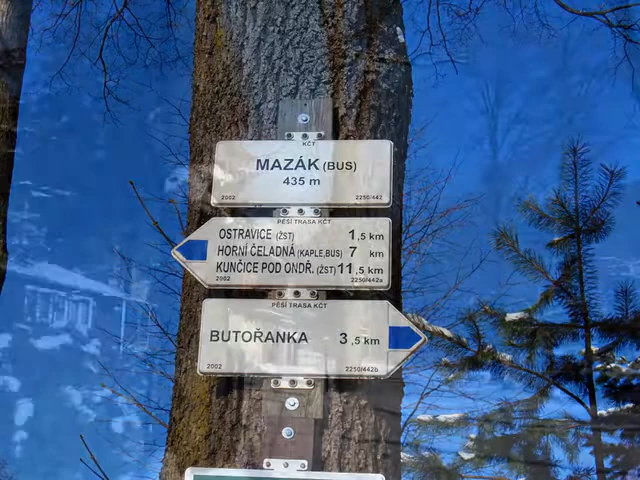 KČT
MAZÁK (BUS)
435 m
2002 2250/442
PĚŠÍ TRASA KČT
OSTRAVICE (ŽST) 1,5 km
HORNÍ ČELADNÁ (KAPLE,BUS) 7 km
KUNČICE POD ONDŘ. (ŽST) 11,5 km
2002 2250/442a
PĚŠÍ TRASA KČT
BUTOŘANKA 3,5 km
2002 2250/442b